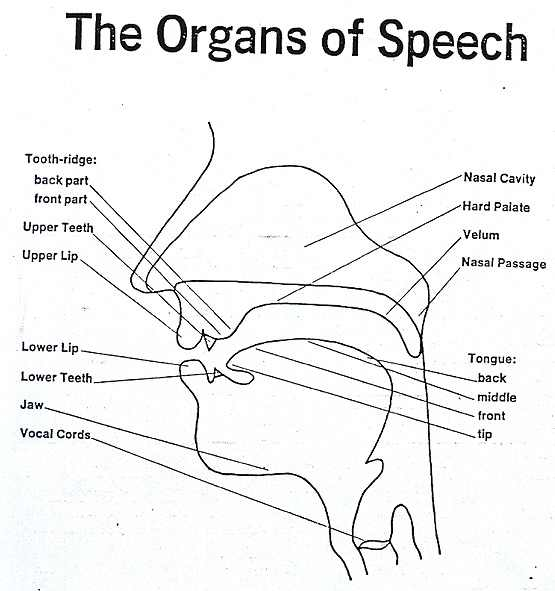 The Organs of Speech
Tooth-ridge:
back part
front part
Upper Teeth
Upper Lip
Lower Lip
Lower Teeth
Jaw
Vocal Cords
Nasal Cavity
Hard Palate
Velum
Nasal Passage
Tongue:
back
middle
front
tip